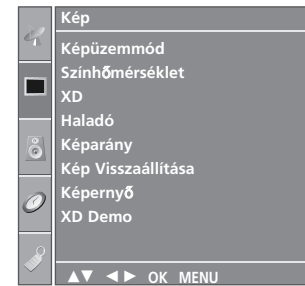 Kép
Képüzemmód
Színhőmérséklet
XD
Haladó
Képarány
Kép Visszaállítása
Képernyő
XD Demo
▲▼ ◄► OK MENU